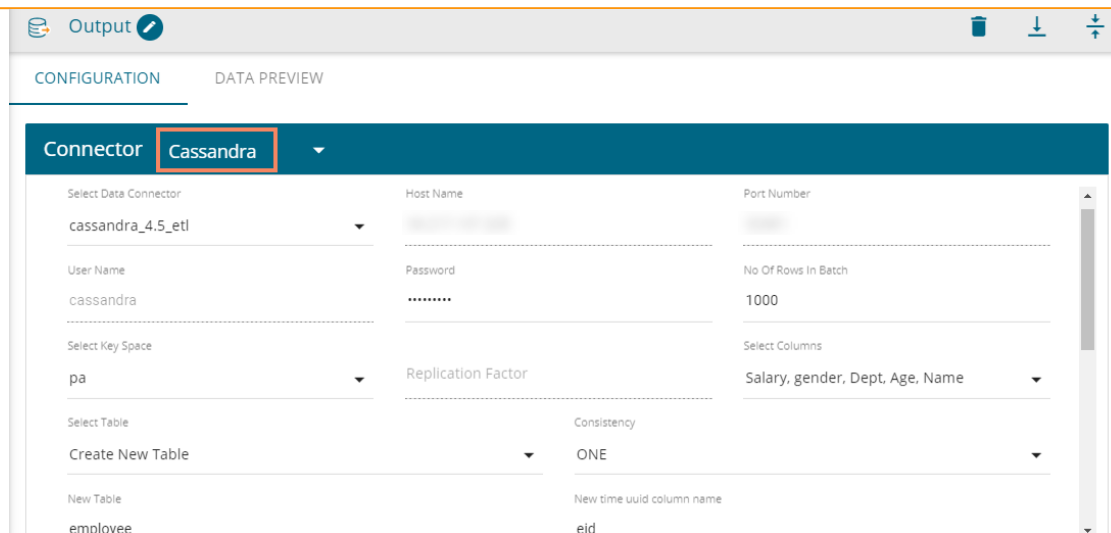 Output
CONFIGURATION DATA PREVIEW
Connector Cassandra
Select Data Connector Host Name Port Number
cassandra_4.5_etl
User Name Password No Of Rows In Batch
cassandra ••••••••• 1000
Select Key Space Select Columns
pa Replication Factor Salary, gender, Dept, Age, Name
Select Table Consistency
Create New Table ONE
New Table New time uuid column name
employee eid